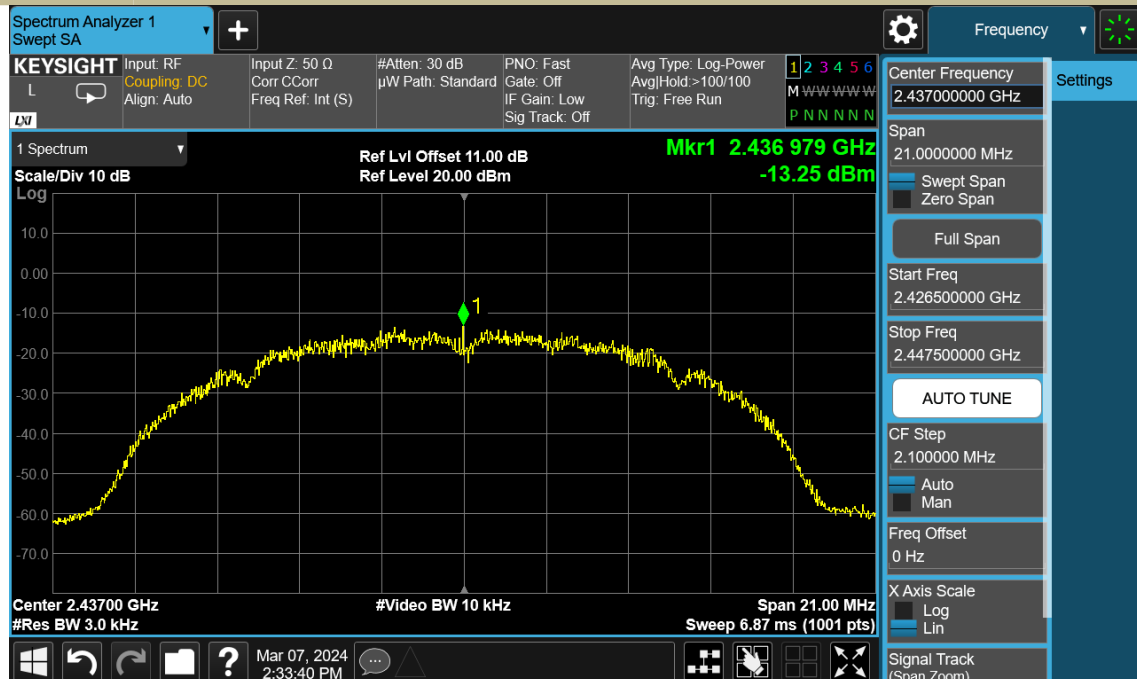 Spectrum Analyzer 1
Swept SA
Frequency
KEYSIGHT
L
LXI
Input: RF
Coupling: DC
Align: Auto
Input Z: 50 Ω
Corr CCorr
Freq Ref: Int (S)
#Atten: 30 dB
µW Path: Standard
PNO: Fast
Gate: Off
IF Gain: Low
Sig Track: Off
Avg Type: Log-Power
Avg|Hold:>100/100
Trig: Free Run
1 2 3 4 5 6
M W W W W W
P N N N N N
1 Spectrum
Scale/Div 10 dB
Log
Ref Lvl Offset 11.00 dB
Ref Level 20.00 dBm
Mkr1 2.436 979 GHz
-13.25 dBm
10.0
0.00
-10.0
-20.0
-30.0
-40.0
-50.0
-60.0
-70.0
1
Center 2.43700 GHz
#Res BW 3.0 kHz
#Video BW 10 kHz
Span 21.00 MHz
Sweep 6.87 ms (1001 pts)
Center Frequency
2.437000000 GHz
Span
21.0000000 MHz
Swept Span
Zero Span
Full Span
Start Freq
2.426500000 GHz
Stop Freq
2.447500000 GHz
AUTO TUNE
CF Step
2.100000 MHz
Auto
Man
Freq Offset
0 Hz
X Axis Scale
Log
Lin
Signal Track
(Span Zoom)
Settings
?
Mar 07, 2024
2:33:40 PM